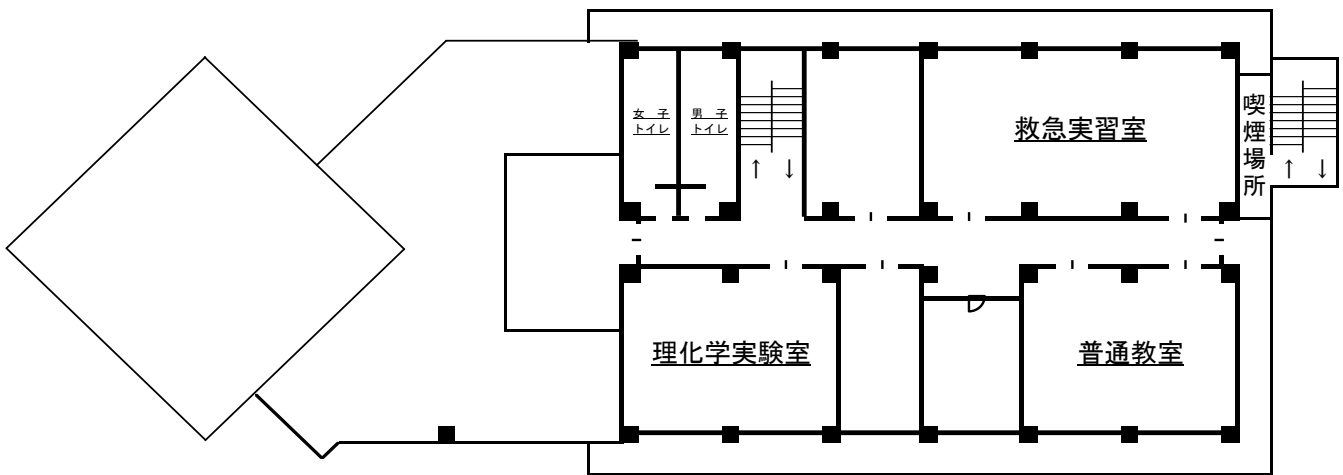 女 子
トイレ
男 子
トイレ
救急実習室
喫煙場所
↑ ↓
↑ ↓
理化学実験室
普通教室